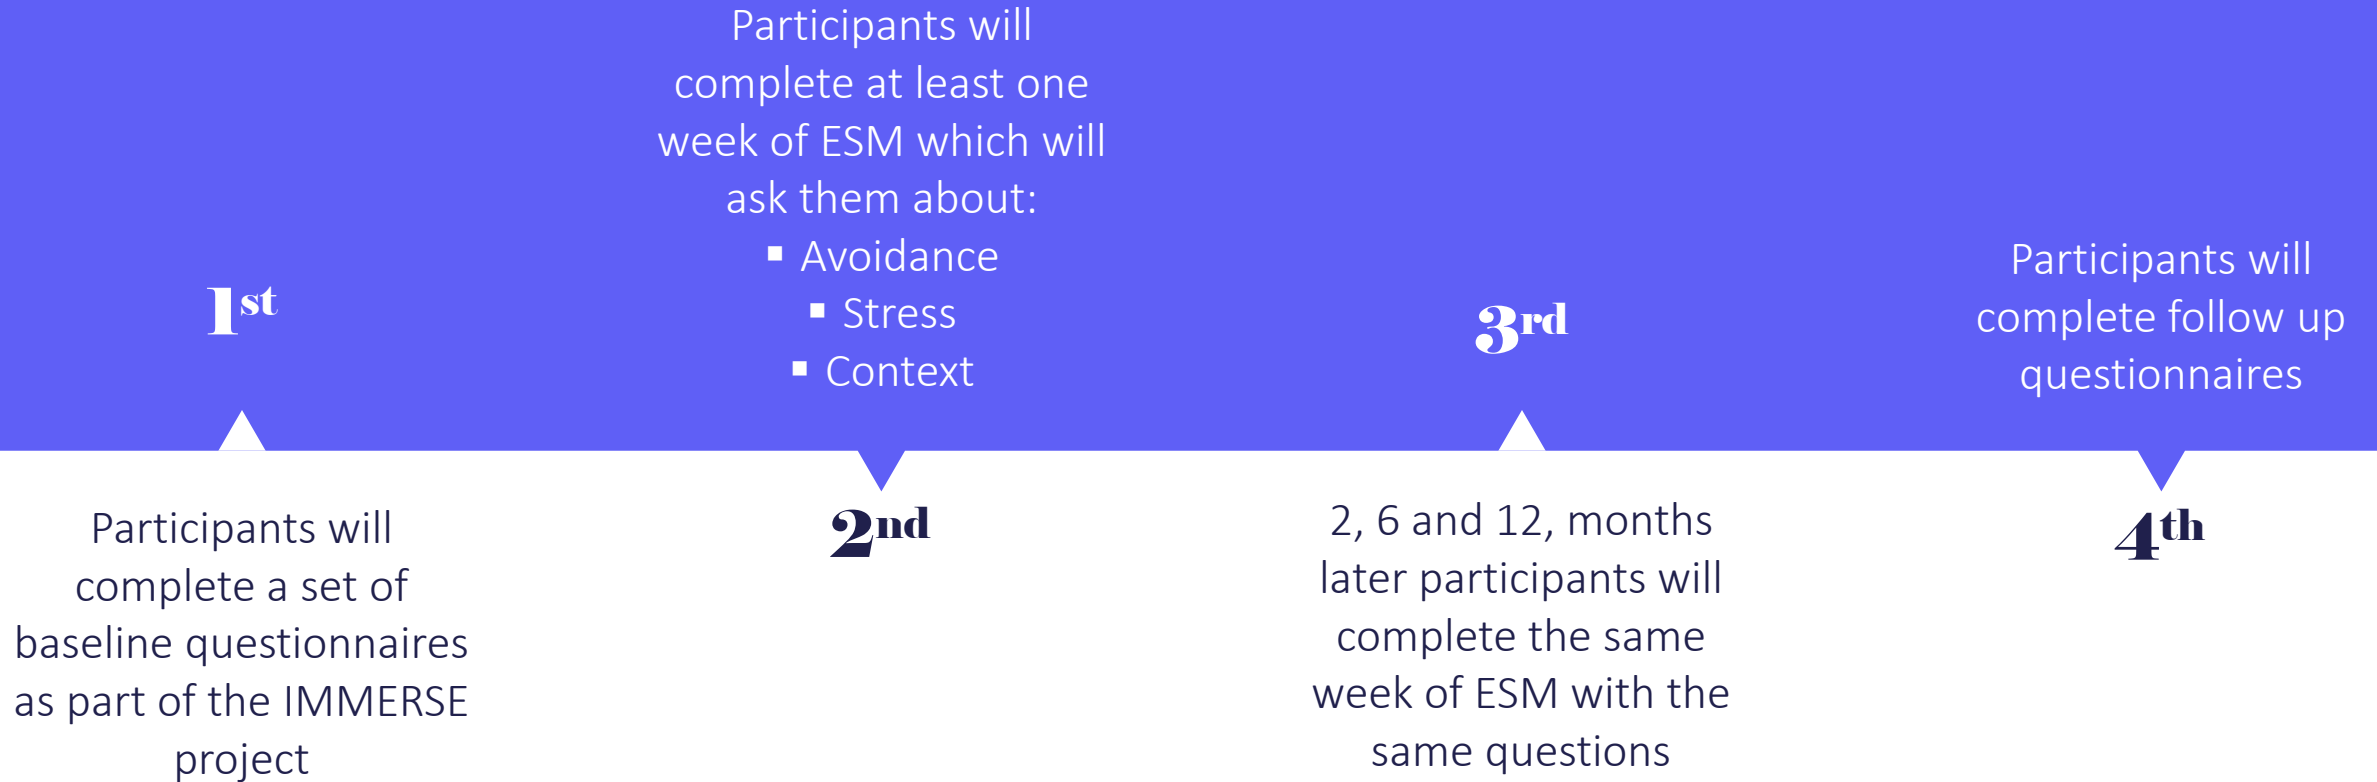 1st
Participants will
complete a set of
baseline questionnaires
as part of the IMMERSE
project
Participants will
complete at least one
week of ESM which will
ask them about:
▪ Avoidance
▪ Stress
▪ Context
2nd
3rd
2, 6 and 12, months
later participants will
complete the same
week of ESM with the
same questions
Participants will
complete follow up
questionnaires
4th